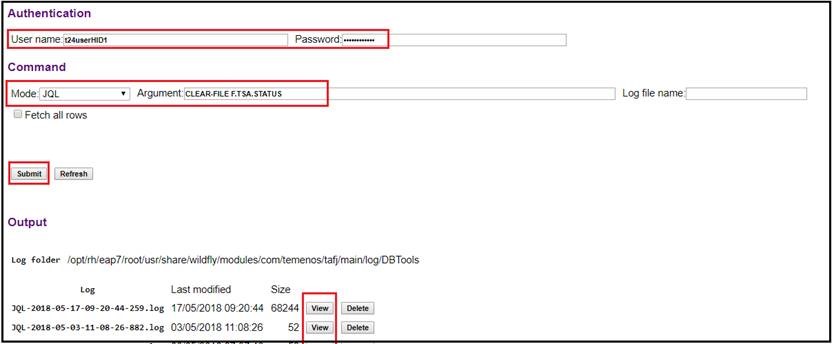 Authentication
User name: t24userHID1 Password: ••••••••••••
Command
Mode: JQL Argument: CLEAR-FILE F.TSA.STATUS Log file name:
Fetch all rows
Submit Refresh
Output
Log folder /opt/rh/eap7/root/usr/share/wildfly/modules/com/temenos/tafj/main/log/DBTools
Log Last modified Size
JQL-2018-05-17-09-20-44-259.log 17/05/2018 09:20:44 68244 View Delete
JQL-2018-05-03-11-08-26-882.log 03/05/2018 11:08:26 52 View Delete